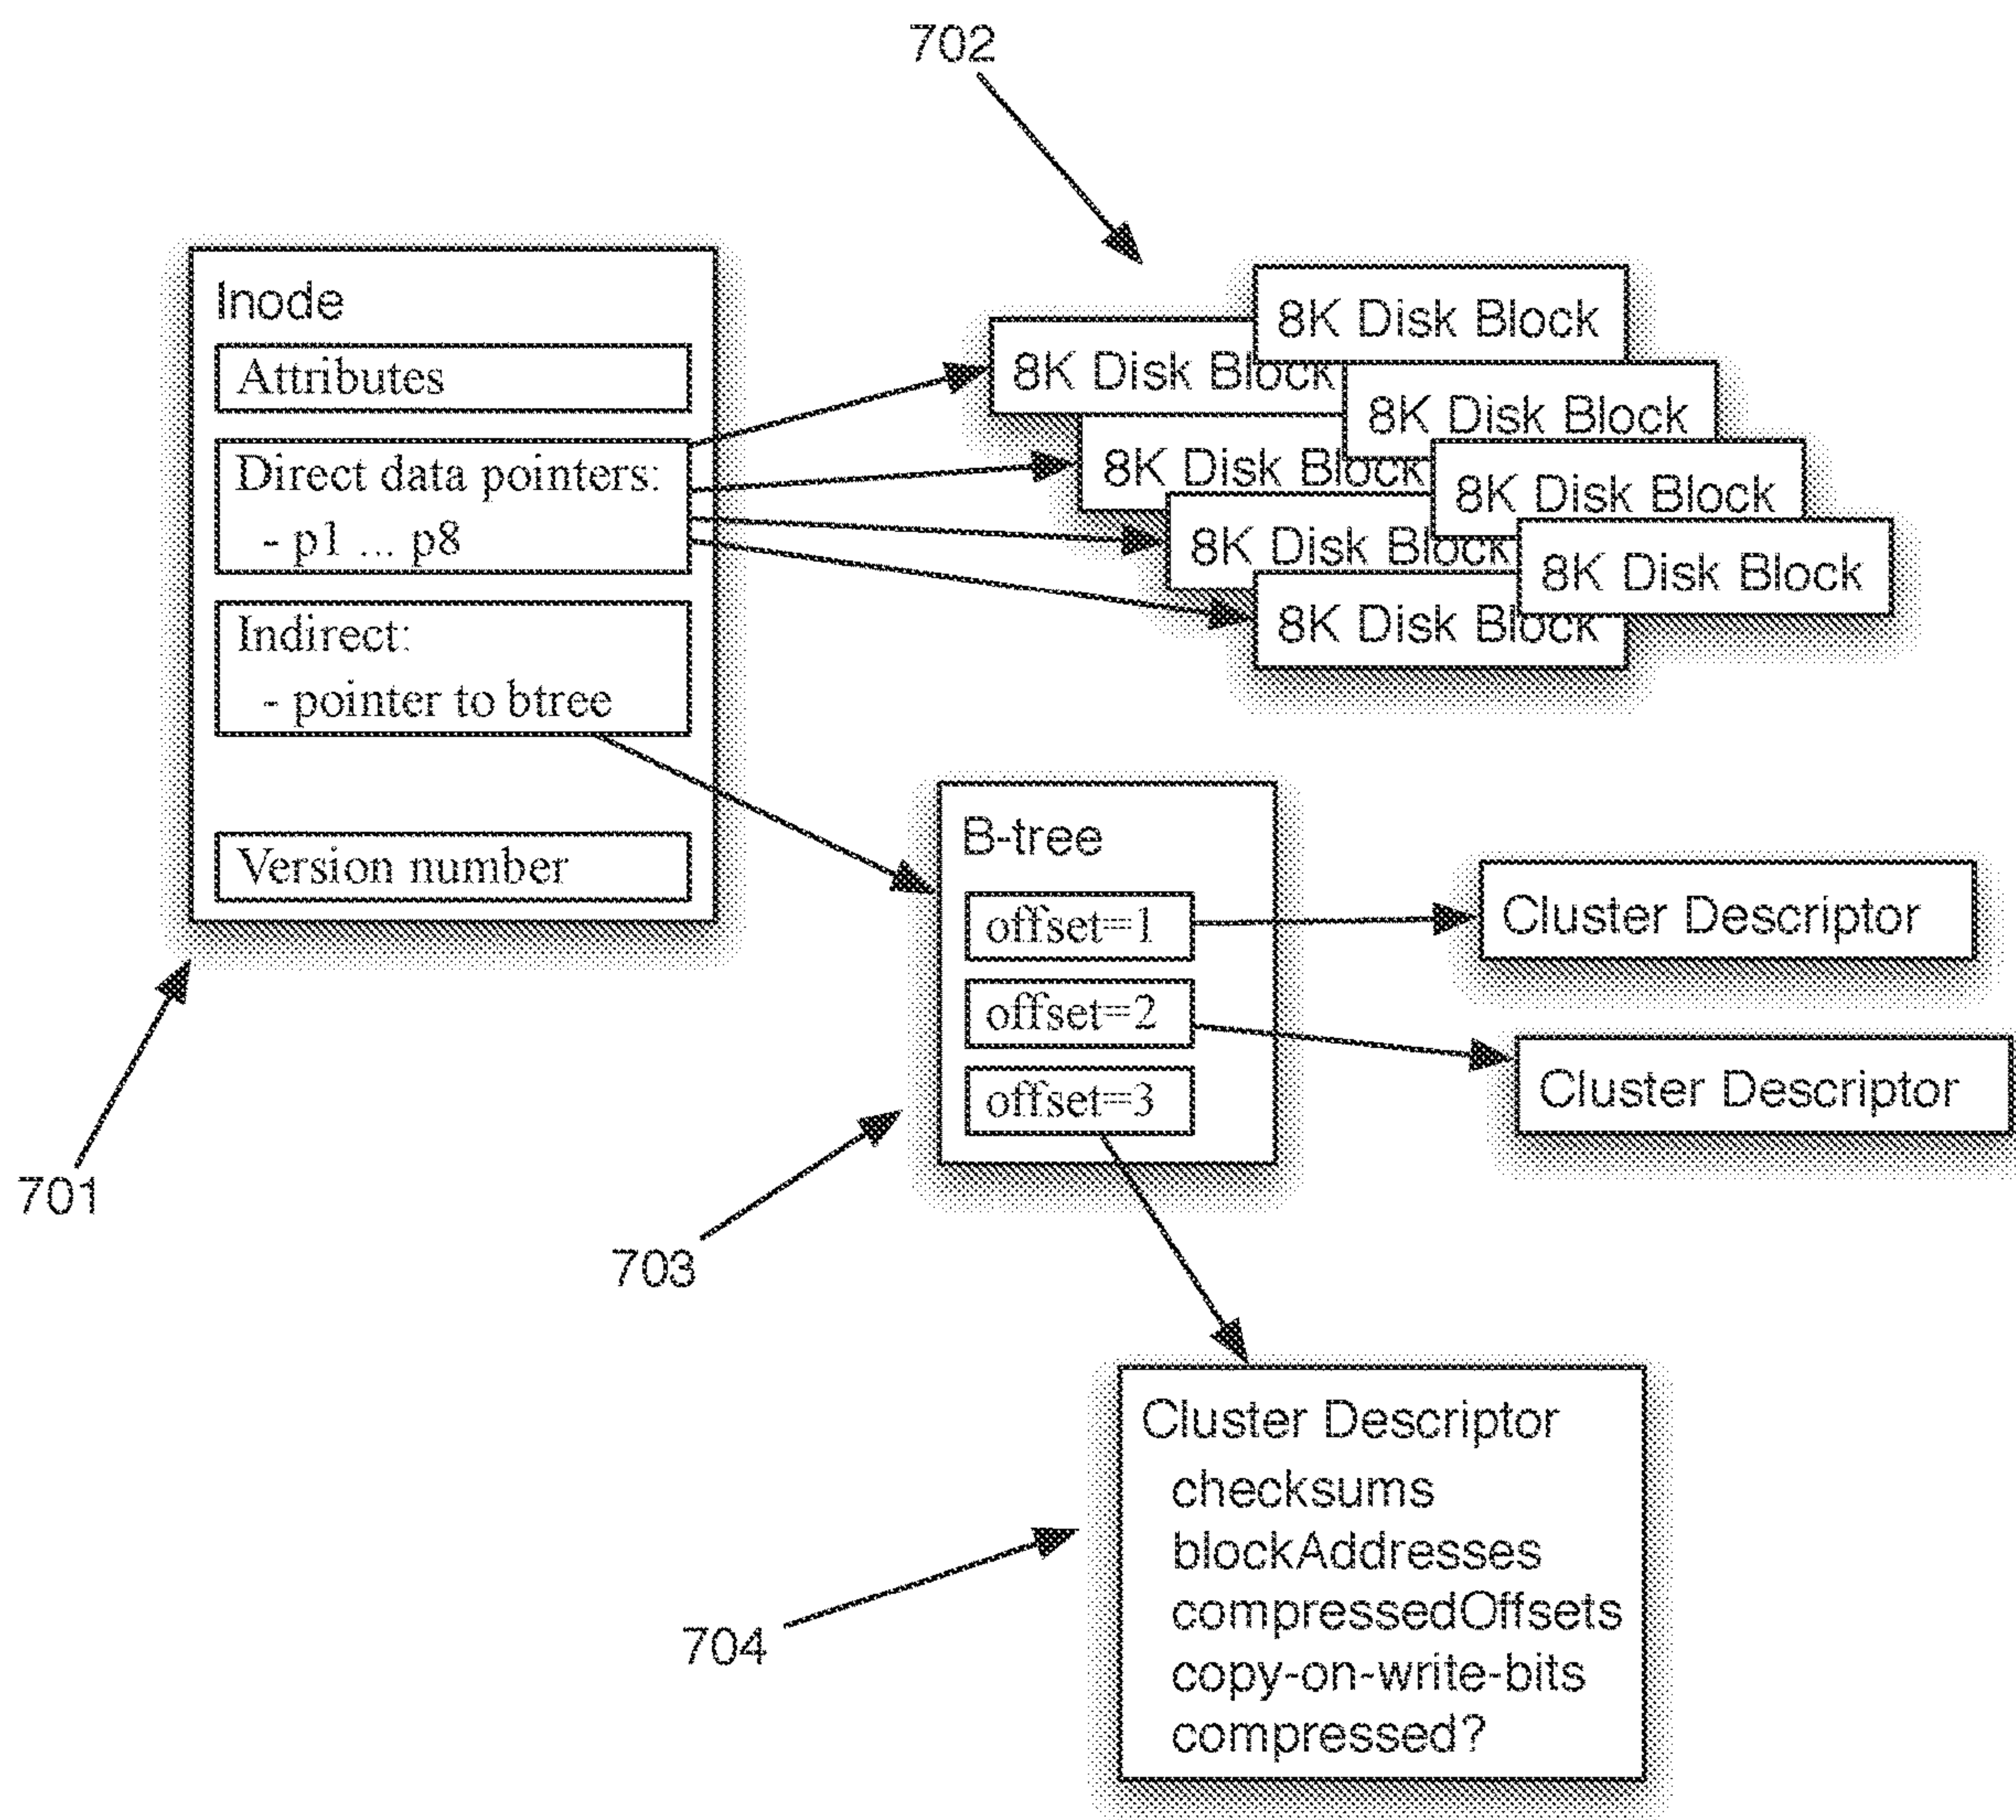 702
Inode
Attributes
Direct data pointers:
- p1 ... p8
Indirect:
- pointer to btree
Version number
701
8K Disk Block
8K Disk Block
8K Disk Block
8K Disk Block
8K Disk Block
8K Disk Block
8K Disk Block
8K Disk Block
B-tree
offset=1
offset=2
offset=3
703
Cluster Descriptor
Cluster Descriptor
Cluster Descriptor
checksums
blockAddresses
compressedOffsets
copy-on-write-bits
compressed?
704